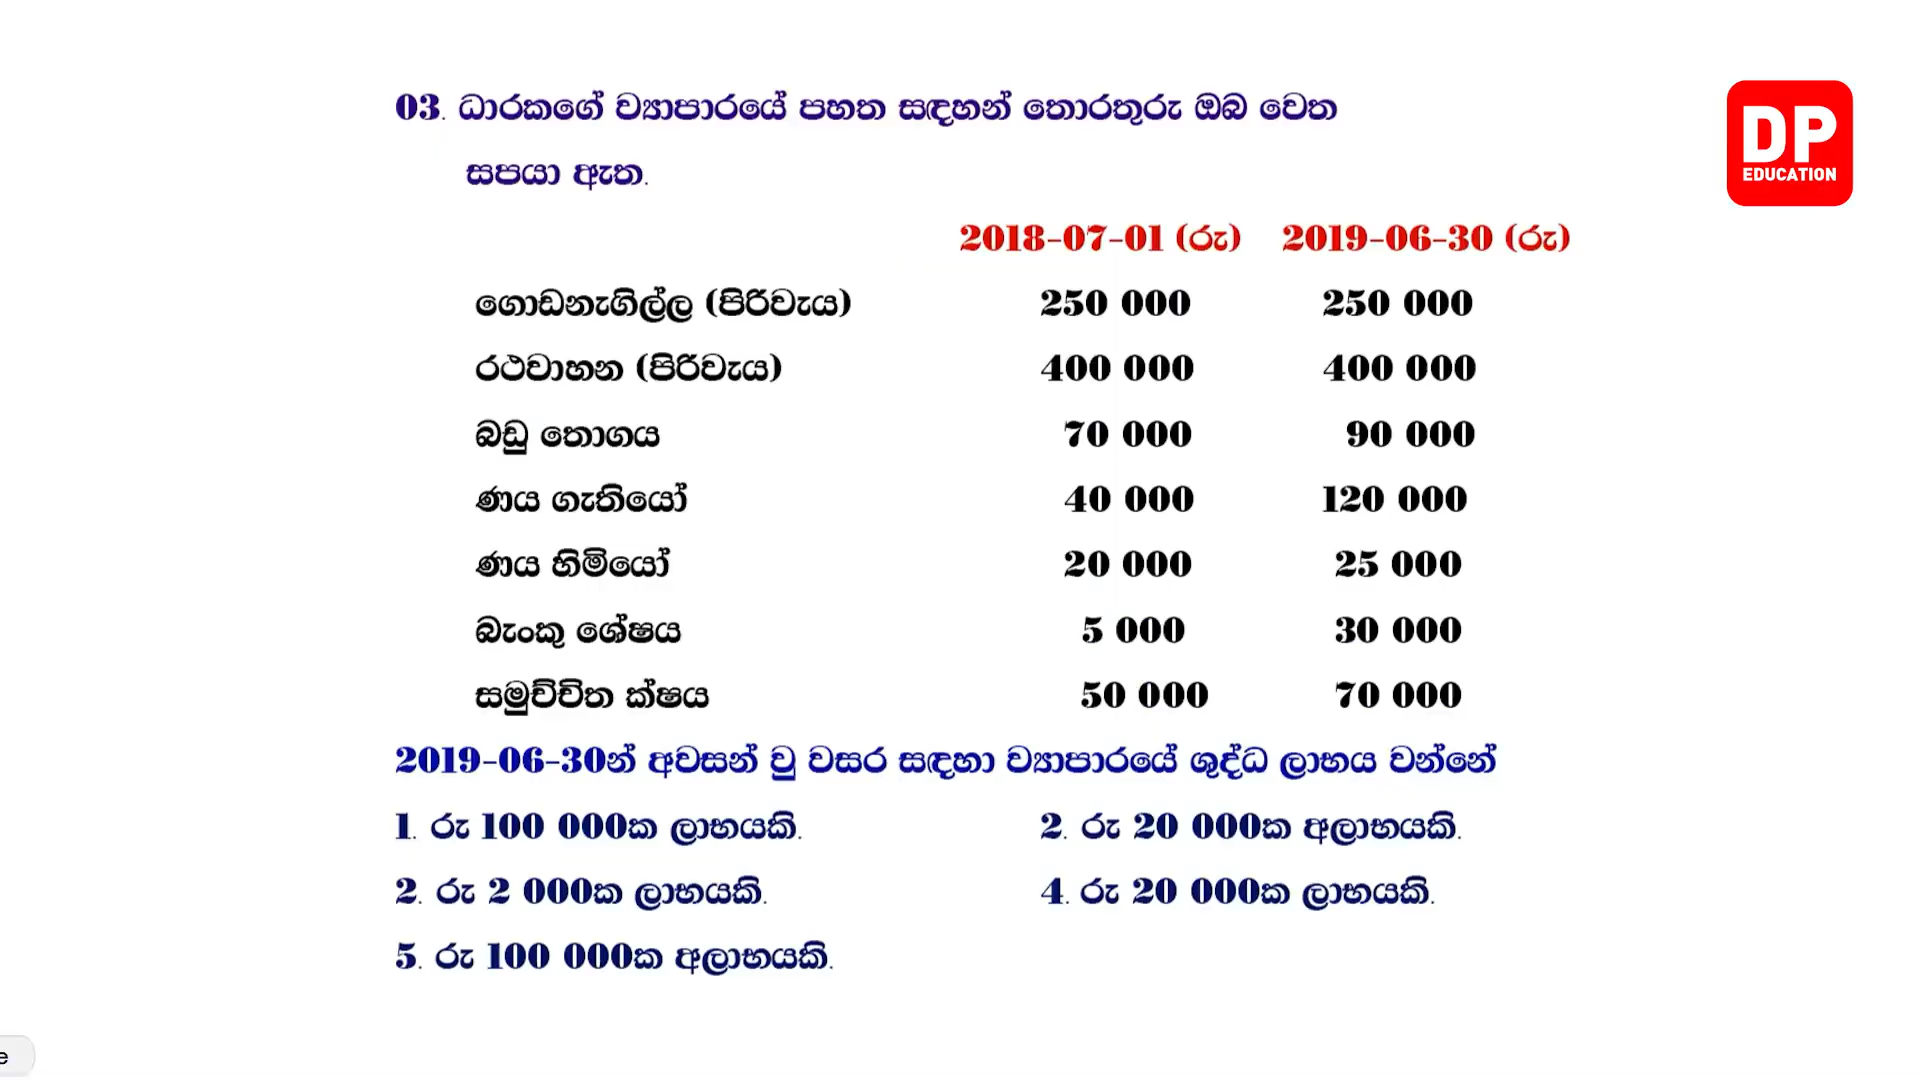 03. ධාරකගේ ව්‍යාපාරයේ පහත සඳහන් තොරතුරු ඔබ වෙත
සපයා ඇත.
DP
EDUCATION
2018-07-01 (රු) 2019-06-30 (රු)
ගොඩනැගිල්ල (පිරිවැය) 250 000 250 000
රථවාහන (පිරිවැය) 400 000 400 000
බඩු තොගය 70 000 90 000
ණය ගැතියෝ 40 000 120 000
ණය හිමියෝ 20 000 25 000
බැංකු ශේෂය 5 000 30 000
සමුච්චිත ක්ෂය 50 000 70 000
2019-06-30න් අවසන් වු වසර සඳහා ව්‍යාපාරයේ ශුද්ධ ලාභය වන්නේ
1. රු 100 000ක ලාභයකි. 2. රු 20 000ක අලාභයකි.
2. රු 2 000ක ලාභයකි. 4. රු 20 000ක ලාභයකි.
5. රු 100 000ක අලාභයකි.
e